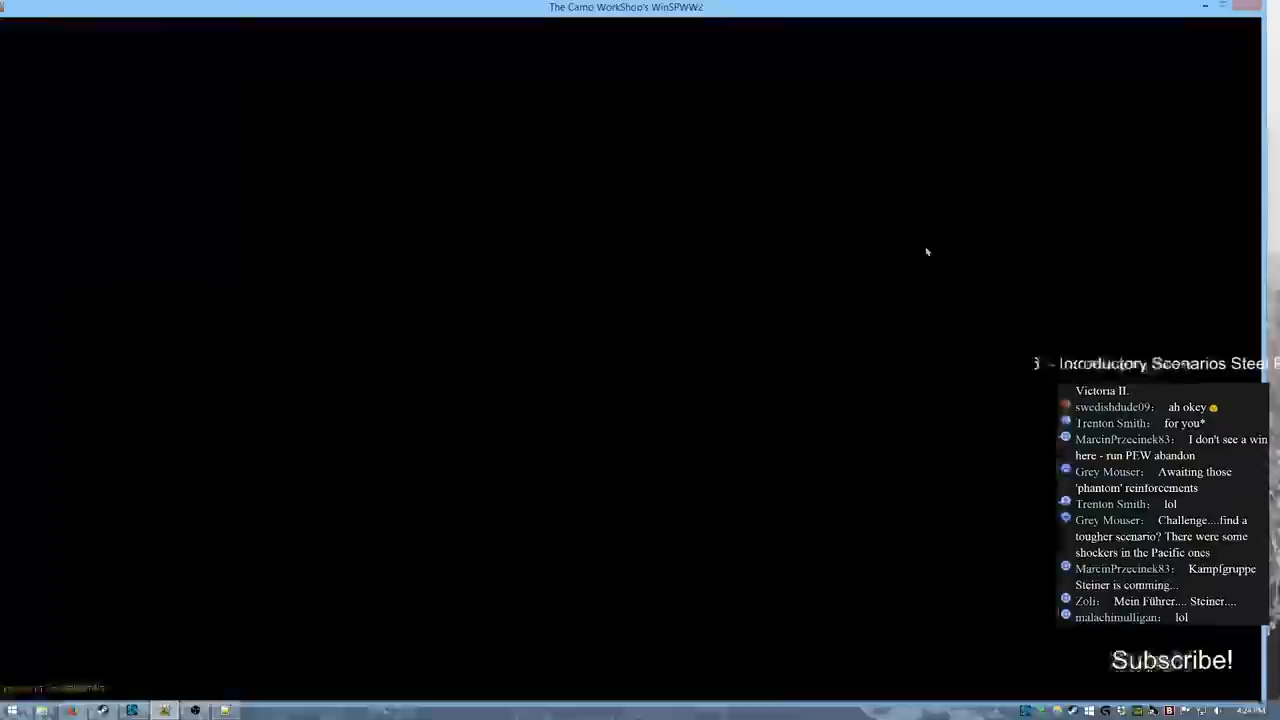 The Camo WorkShop's WinSPWW2
- Introductory Scenarios Steel
Victoria II.
swedishdude09: ah okey
Trenton Smith: for you*
MarcinPrzecinek83: I don't see a win
here - run PEW abandon
Grey Mouser: Awaiting those
'phantom' reinforcements
Trenton Smith: lol
Grey Mouser: Challenge....find a
tougher scenario? There were some
shockers in the Pacific ones
MarcinPrzecinek83: Kampfgruppe
Steiner is comming...
Zoli: Mein Führer.... Steiner....
malachimulligan: lol
Subscribe!
4:24 PM